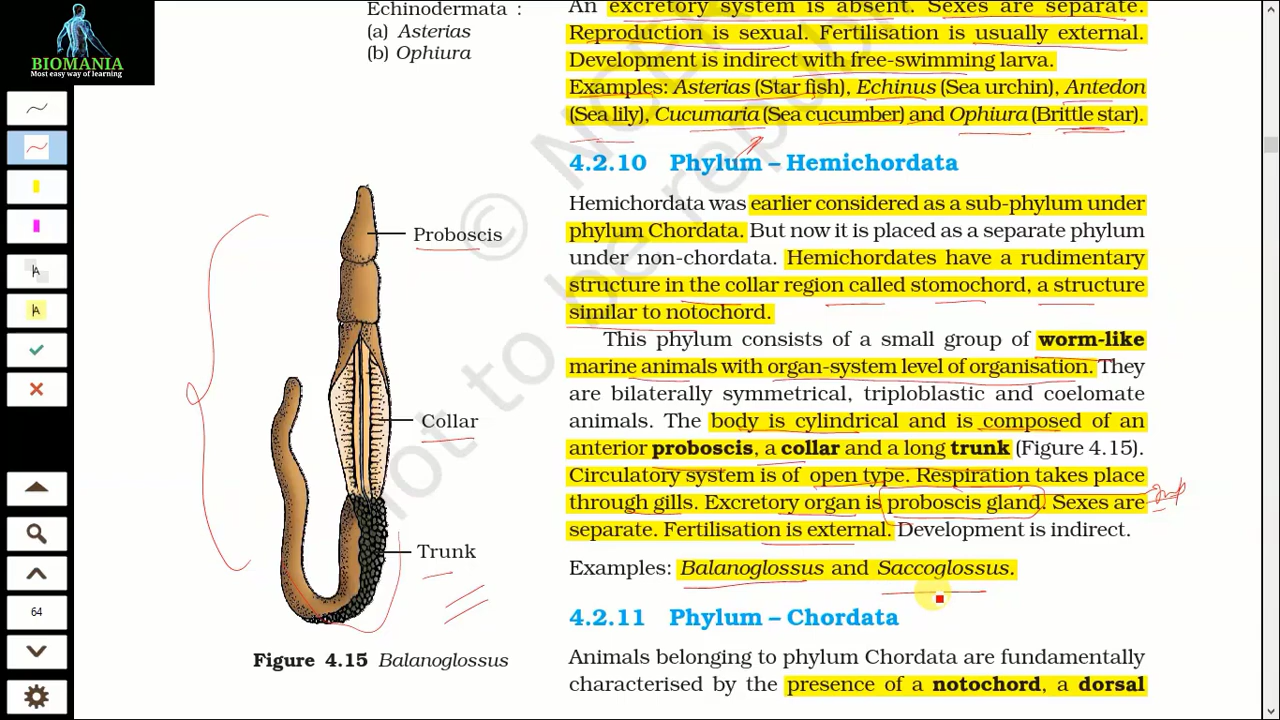 BIOMANIA
Most easy way of learning
Echinodermata :
(a) Asterias
(b) Ophiura
An excretory system is absent. Sexes are separate.
Reproduction is sexual. Fertilisation is usually external.
Development is indirect with free-swimming larva.
Examples: Asterias (Star fish), Echinus (Sea urchin), Antedon
(Sea lily), Cucumaria (Sea cucumber) and Ophiura (Brittle star).
4.2.10 Phylum – Hemichordata
Hemichordata was earlier considered as a sub-phylum under
phylum Chordata. But now it is placed as a separate phylum
under non-chordata. Hemichordates have a rudimentary
structure in the collar region called stomochord, a structure
similar to notochord.
This phylum consists of a small group of worm-like
marine animals with organ-system level of organisation. They
are bilaterally symmetrical, triploblastic and coelomate
animals. The body is cylindrical and is composed of an
anterior proboscis, a collar and a long trunk (Figure 4.15).
Circulatory system is of open type. Respiration takes place
through gills. Excretory organ is proboscis gland. Sexes are
separate. Fertilisation is external. Development is indirect.
Examples: Balanoglossus and Saccoglossus.
4.2.11 Phylum – Chordata
Animals belonging to phylum Chordata are fundamentally
characterised by the presence of a notochord, a dorsal
Proboscis
Collar
Trunk
Figure 4.15 Balanoglossus
64